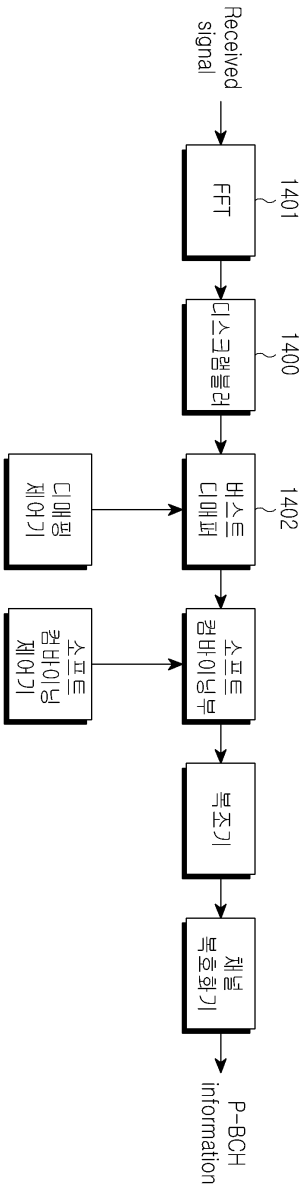 Received
signal
1401
FFT
1400
디스크램블러
1402
버스트
디매퍼
디매핑
제어기
소프트
컴바이닝부
소프트
컴바이닝
제어기
복조기
채널
복호화기
P-BCH
information